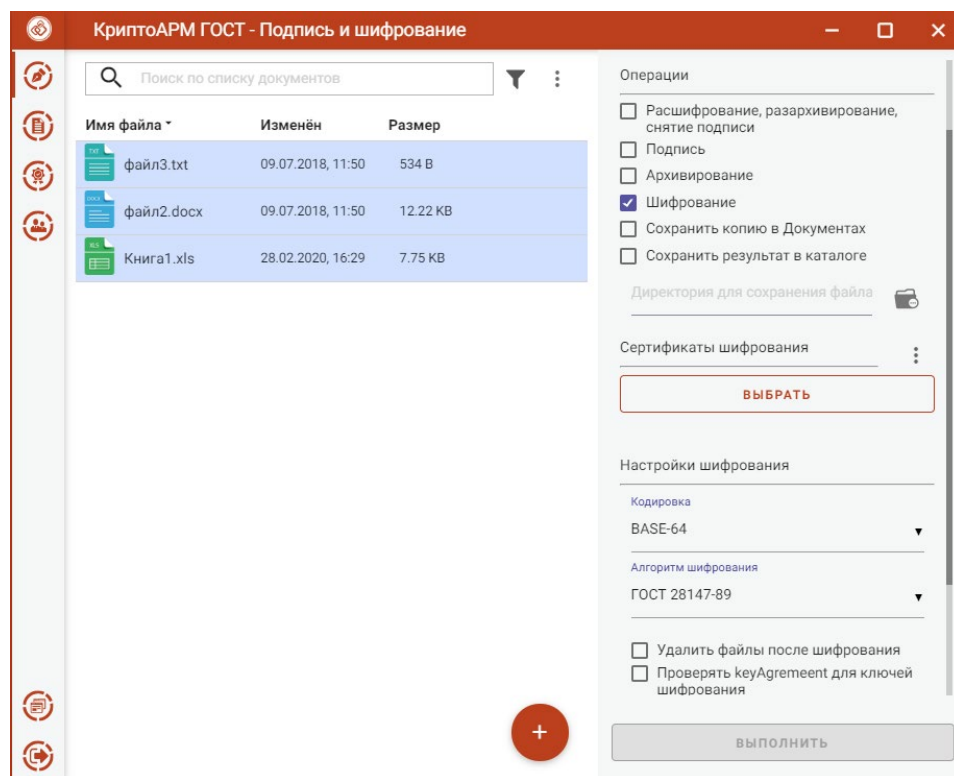 КриптоАРМ ГОСТ - Подпись и шифрование
Поиск по списку документов
Имя файла Изменён Размер
TXT
файл3.txt 09.07.2018, 11:50 534 B
DOCX
файл2.docx 09.07.2018, 11:50 12.22 KB
XLS
Книга1.xls 28.02.2020, 16:29 7.75 KB
Операции
Расшифрование, разархивирование,
снятие подписи
Подпись
Архивирование
Шифрование
Сохранить копию в Документах
Сохранить результат в каталоге
Директория для сохранения файла
Сертификаты шифрования
ВЫБРАТЬ
Настройки шифрования
Кодировка
BASE-64
Алгоритм шифрования
ГОСТ 28147-89
Удалить файлы после шифрования
Проверять keyAgremeent для ключей
шифрования
ВЫПОЛНИТЬ